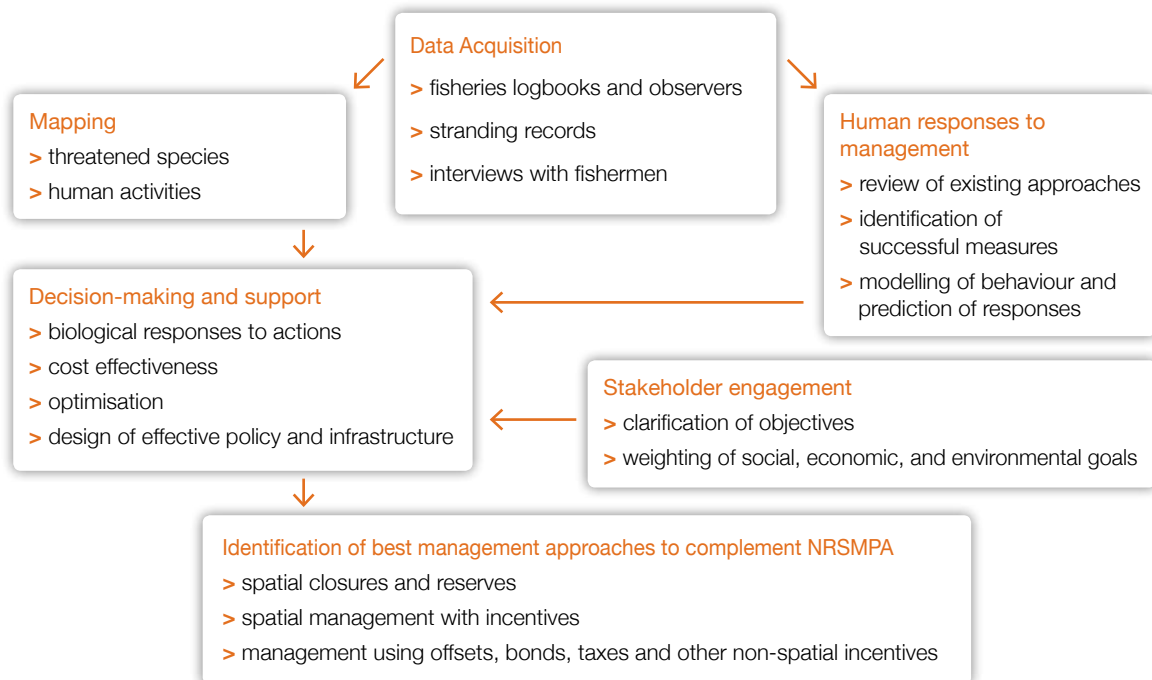 Data Acquisition
> fisheries logbooks and observers
> stranding records
> interviews with fishermen
Mapping
> threatened species
> human activities
Human responses to
management
> review of existing approaches
> identification of
successful measures
> modelling of behaviour and
prediction of responses
Decision-making and support
> biological responses to actions
> cost effectiveness
> optimisation
> design of effective policy and infrastructure
Stakeholder engagement
> clarification of objectives
> weighting of social, economic, and environmental goals
Identification of best management approaches to complement NRSMPA
> spatial closures and reserves
> spatial management with incentives
> management using offsets, bonds, taxes and other non-spatial incentives